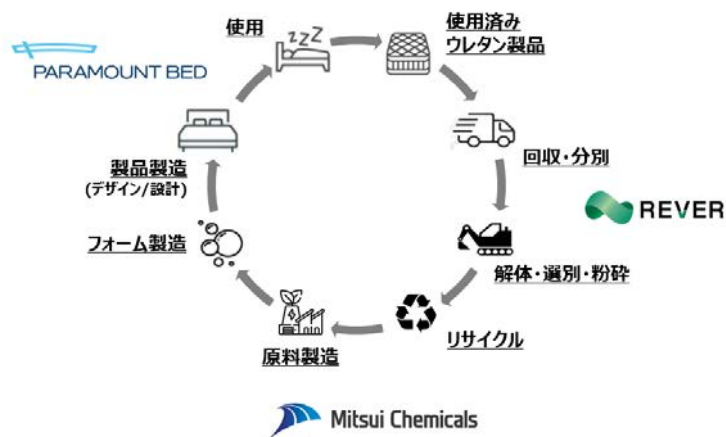 使用
zzz
使用済み
ウレタン製品
PARAMOUNT BED
回収・分別
製品製造
(デザイン/設計)
REVER
フォーム製造
解体・選別・粉砕
リサイクル
原料製造
Mitsui Chemicals